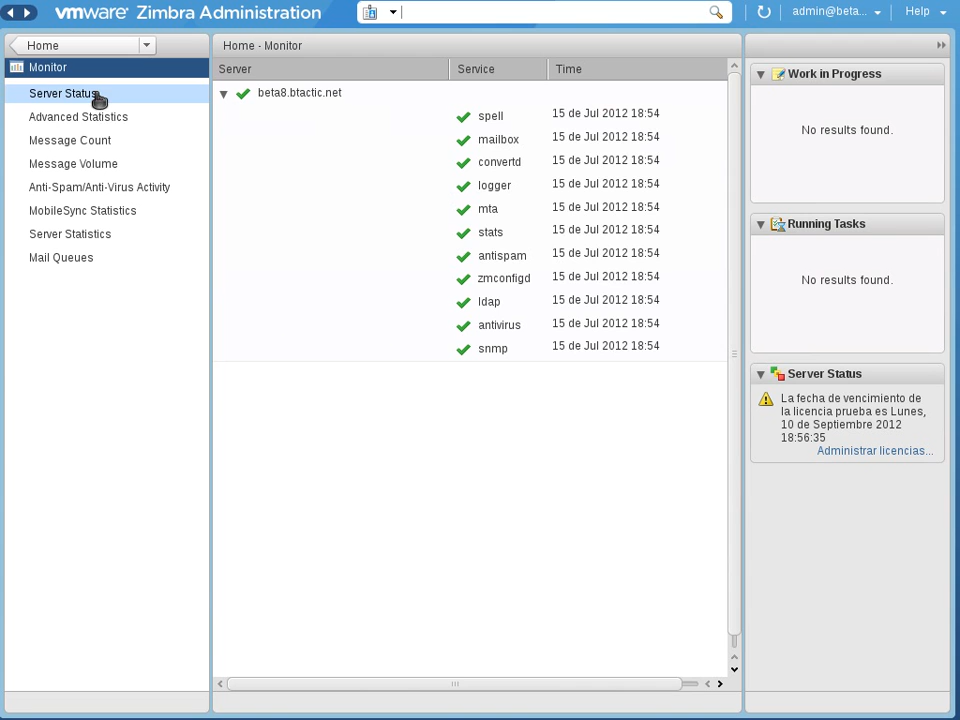 vmware Zimbra Administration
admin@beta...
Help
Home
Home - Monitor
Monitor
Server Status
Advanced Statistics
Message Count
Message Volume
Anti-Spam/Anti-Virus Activity
MobileSync Statistics
Server Statistics
Mail Queues
Server Service Time
beta8.btactic.net
spell 15 de Jul 2012 18:54
mailbox 15 de Jul 2012 18:54
convertd 15 de Jul 2012 18:54
logger 15 de Jul 2012 18:54
mta 15 de Jul 2012 18:54
stats 15 de Jul 2012 18:54
antispam 15 de Jul 2012 18:54
zmconfigd 15 de Jul 2012 18:54
ldap 15 de Jul 2012 18:54
antivirus 15 de Jul 2012 18:54
snmp 15 de Jul 2012 18:54
Work in Progress
No results found.
Running Tasks
No results found.
Server Status
La fecha de vencimiento de
la licencia prueba es Lunes,
10 de Septiembre 2012
18:56:35
Administrar licencias...